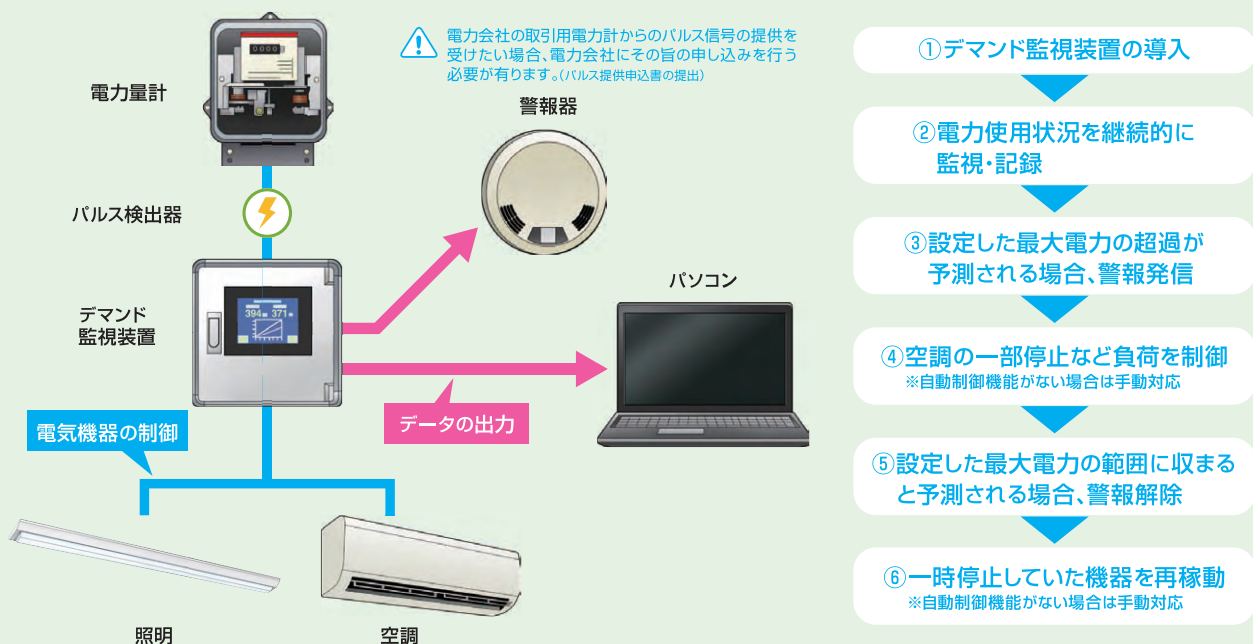 電力会社の取引用電力計からのパルス信号の提供を
受けたい場合、電力会社にその旨の申し込みを行う
必要が有ります。(パルス提供申込書の提出)
電力量計
警報器
パルス検出器
パソコン
デマンド
監視装置
394 371
データの出力
電気機器の制御
照明
空調
①デマンド監視装置の導入
②電力使用状況を継続的に
監視・記録
③設定した最大電力の超過が
予測される場合、警報発信
④空調の一部停止など負荷を制御
※自動制御機能がない場合は手動対応
⑤設定した最大電力の範囲に収まる
と予測される場合、警報解除
⑥一時停止していた機器を再稼動
※自動制御機能がない場合は手動対応